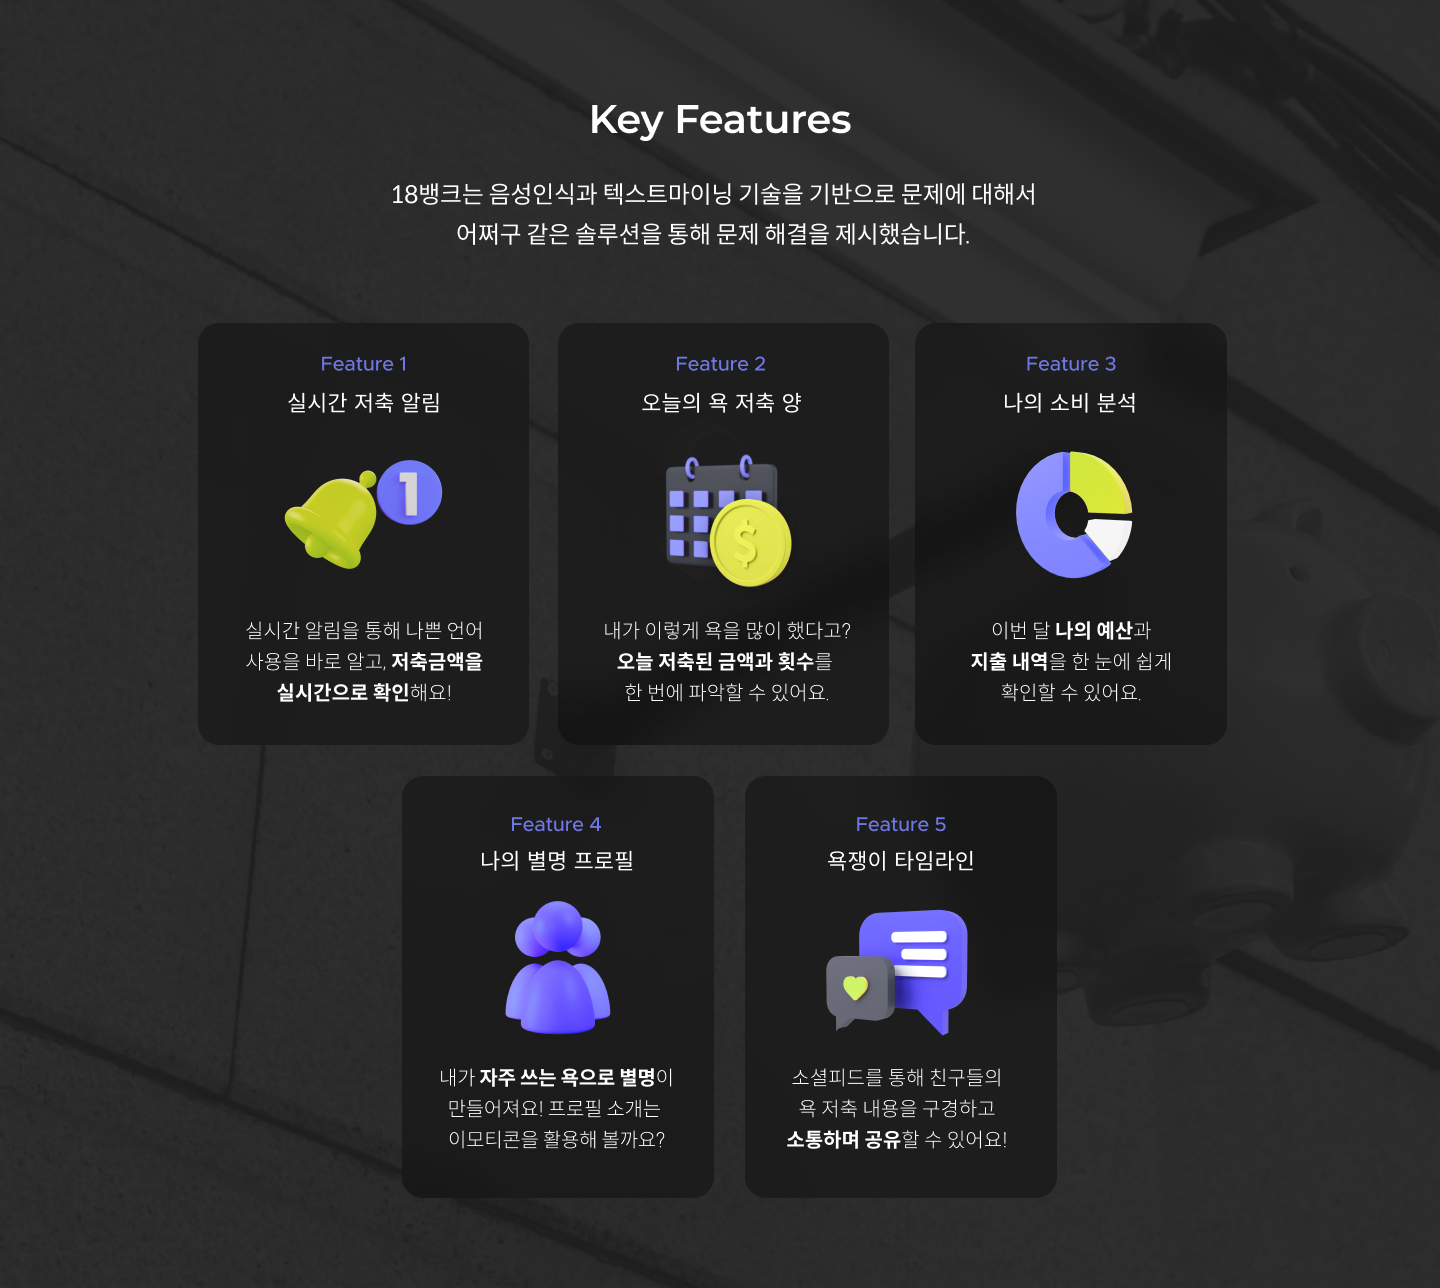 Key Features
18뱅크는 음성인식과 텍스트마이닝 기술을 기반으로 문제에 대해서
어쩌구 같은 솔루션을 통해 문제 해결을 제시했습니다.
Feature 1
실시간 저축 알림
1
실시간 알림을 통해 나쁜 언어
사용을 바로 알고, 저축금액을
실시간으로 확인해요!
Feature 2
오늘의 욕 저축 양
$
내가 이렇게 욕을 많이 했다고?
오늘 저축된 금액과 횟수를
한 번에 파악할 수 있어요.
Feature 3
나의 소비 분석
이번 달 나의 예산과
지출 내역을 한 눈에 쉽게
확인할 수 있어요.
Feature 4
나의 별명 프로필
내가 자주 쓰는 욕으로 별명이
만들어져요! 프로필 소개는
이모티콘을 활용해 볼까요?
Feature 5
욕쟁이 타임라인
소셜피드를 통해 친구들의
욕 저축 내용을 구경하고
소통하며 공유할 수 있어요!